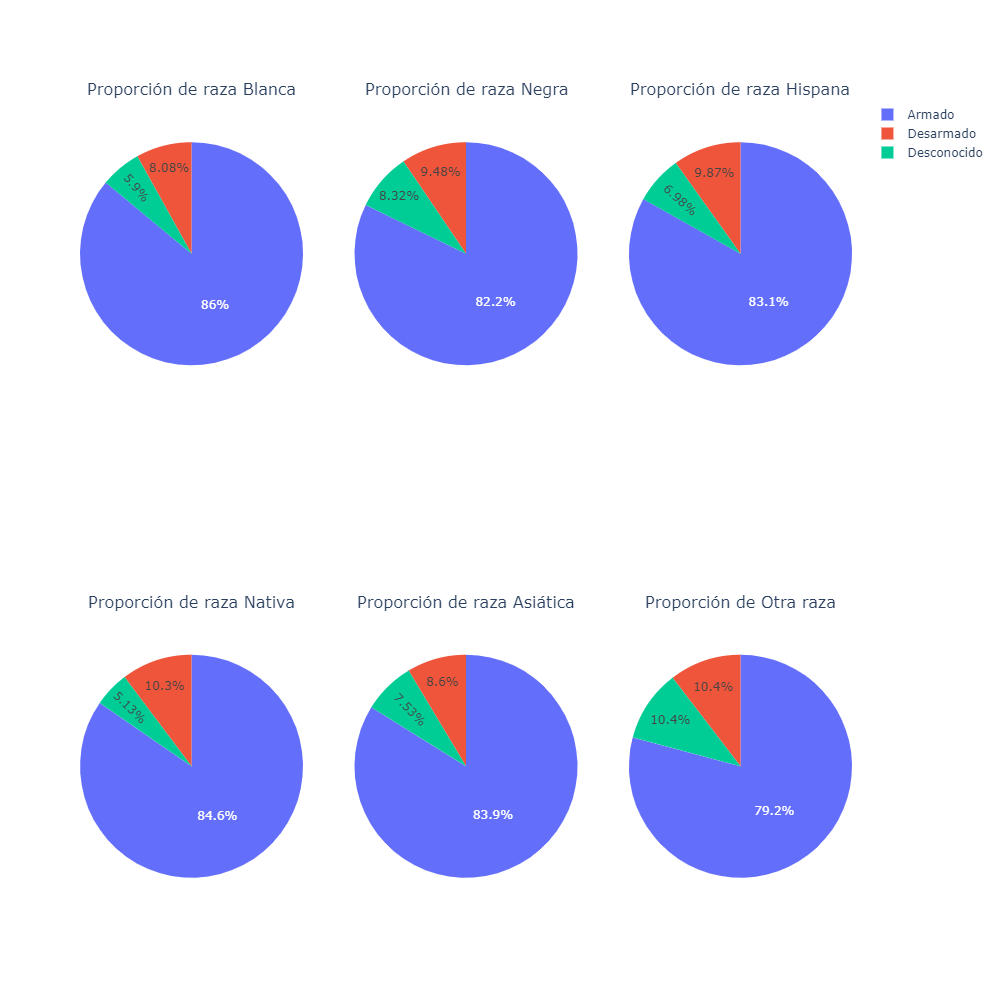 Proporción de raza Blanca
Proporción de raza Negra
Proporción de raza Hispana
Armado
Desarmado
Desconocido
8.08%
5.9%
86%
9.48%
8.32%
82.2%
9.87%
6.98%
83.1%
Proporción de raza Nativa
Proporción de raza Asiática
Proporción de Otra raza
10.3%
5.13%
84.6%
8.6%
7.53%
83.9%
10.4%
10.4%
79.2%